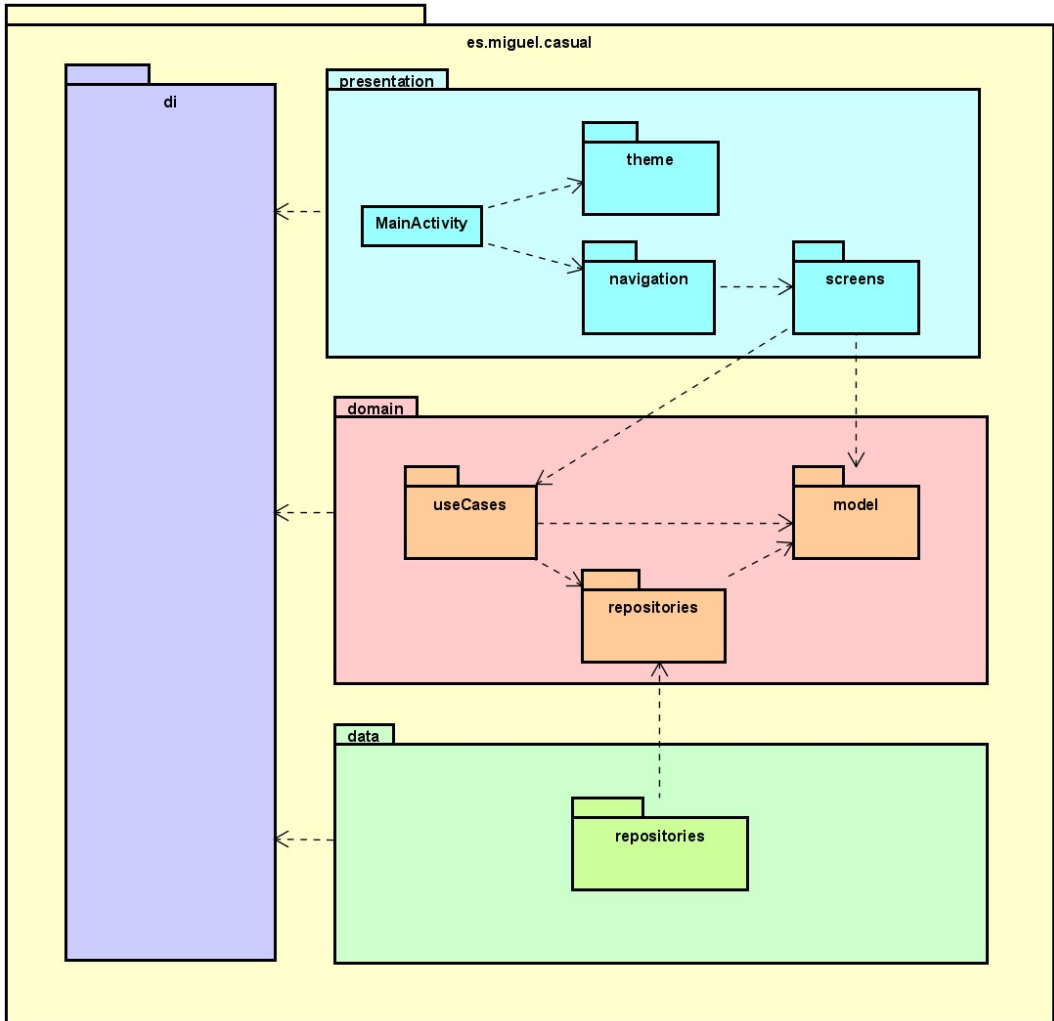 es.miguel.casual
di
presentation
theme
MainActivity
navigation
screens
domain
useCases
model
repositories
data
repositories